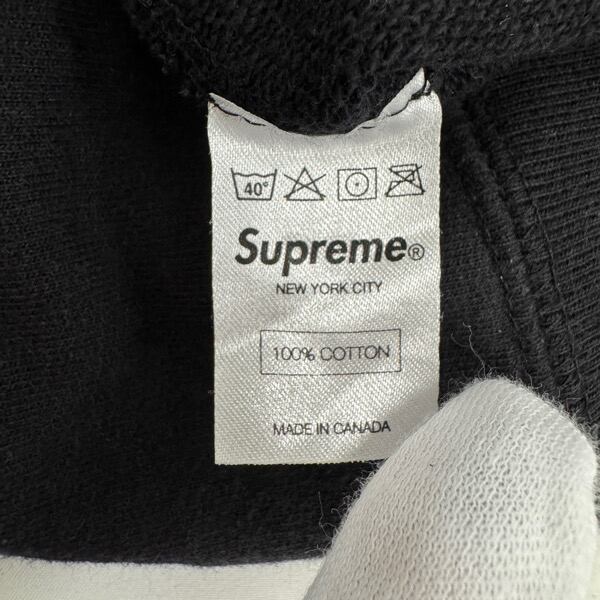 40°
Supreme®
NEW YORK CITY
100% COTTON
MADE IN CANADA